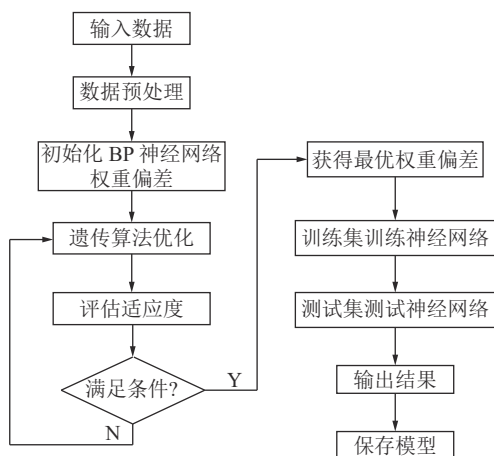 输入数据
数据预处理
初始化 BP 神经网络
权重偏差
遗传算法优化
评估适应度
满足条件?
Y
N
获得最优权重偏差
训练集训练神经网络
测试集测试神经网络
输出结果
保存模型